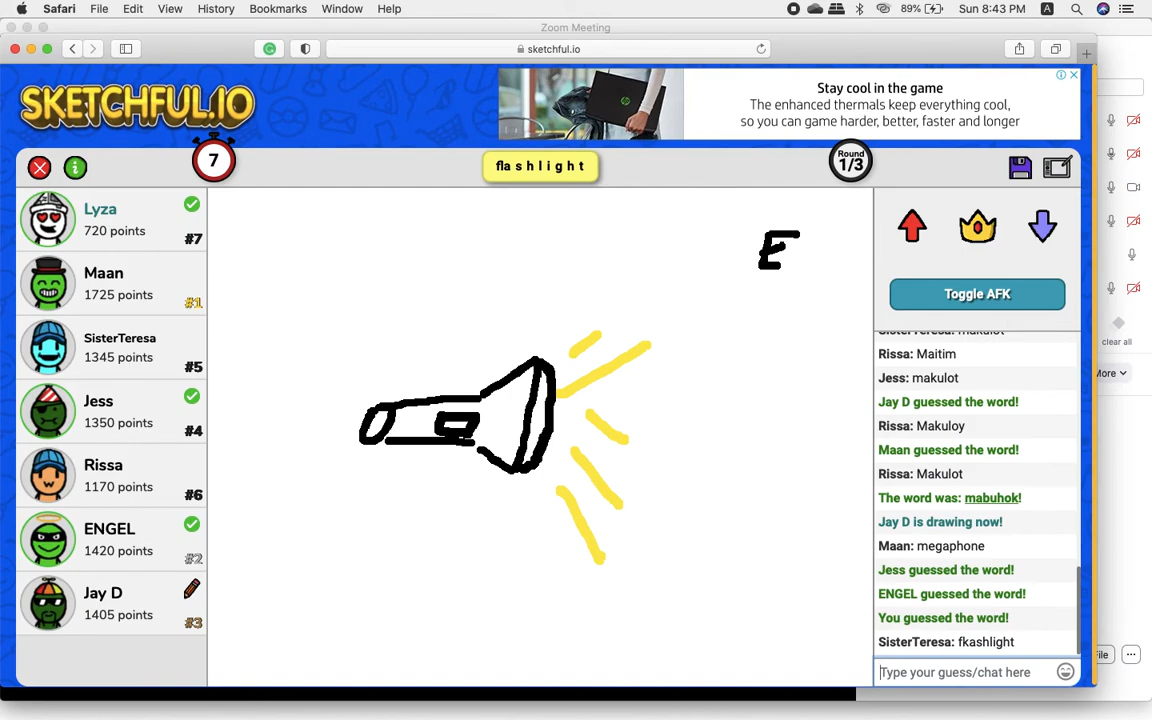 Safari File Edit View History Bookmarks Window Help 89% Sun 8:43 PM A
Zoom Meeting
sketchful.io
SKETCHFUL.IO
Stay cool in the game
The enhanced thermals keep everything cool,
so you can game harder, better, faster and longer
7
flashlight
Round
1/3
Lyza
720 points
#7
Maan
1725 points
#1
SisterTeresa
1345 points
#5
Jess
1350 points
#4
Rissa
1170 points
#6
ENGEL
1420 points
#2
Jay D
1405 points
#3
E
Toggle AFK
SisterTeresa: makulot
Rissa: Maitim
Jess: makulot
Jay D guessed the word!
Rissa: Makuloy
Maan guessed the word!
Rissa: Makulot
The word was: mabuhok!
Jay D is drawing now!
Maan: megaphone
Jess guessed the word!
ENGEL guessed the word!
You guessed the word!
SisterTeresa: fkashlight
Type your guess/chat here
clear all
More
File